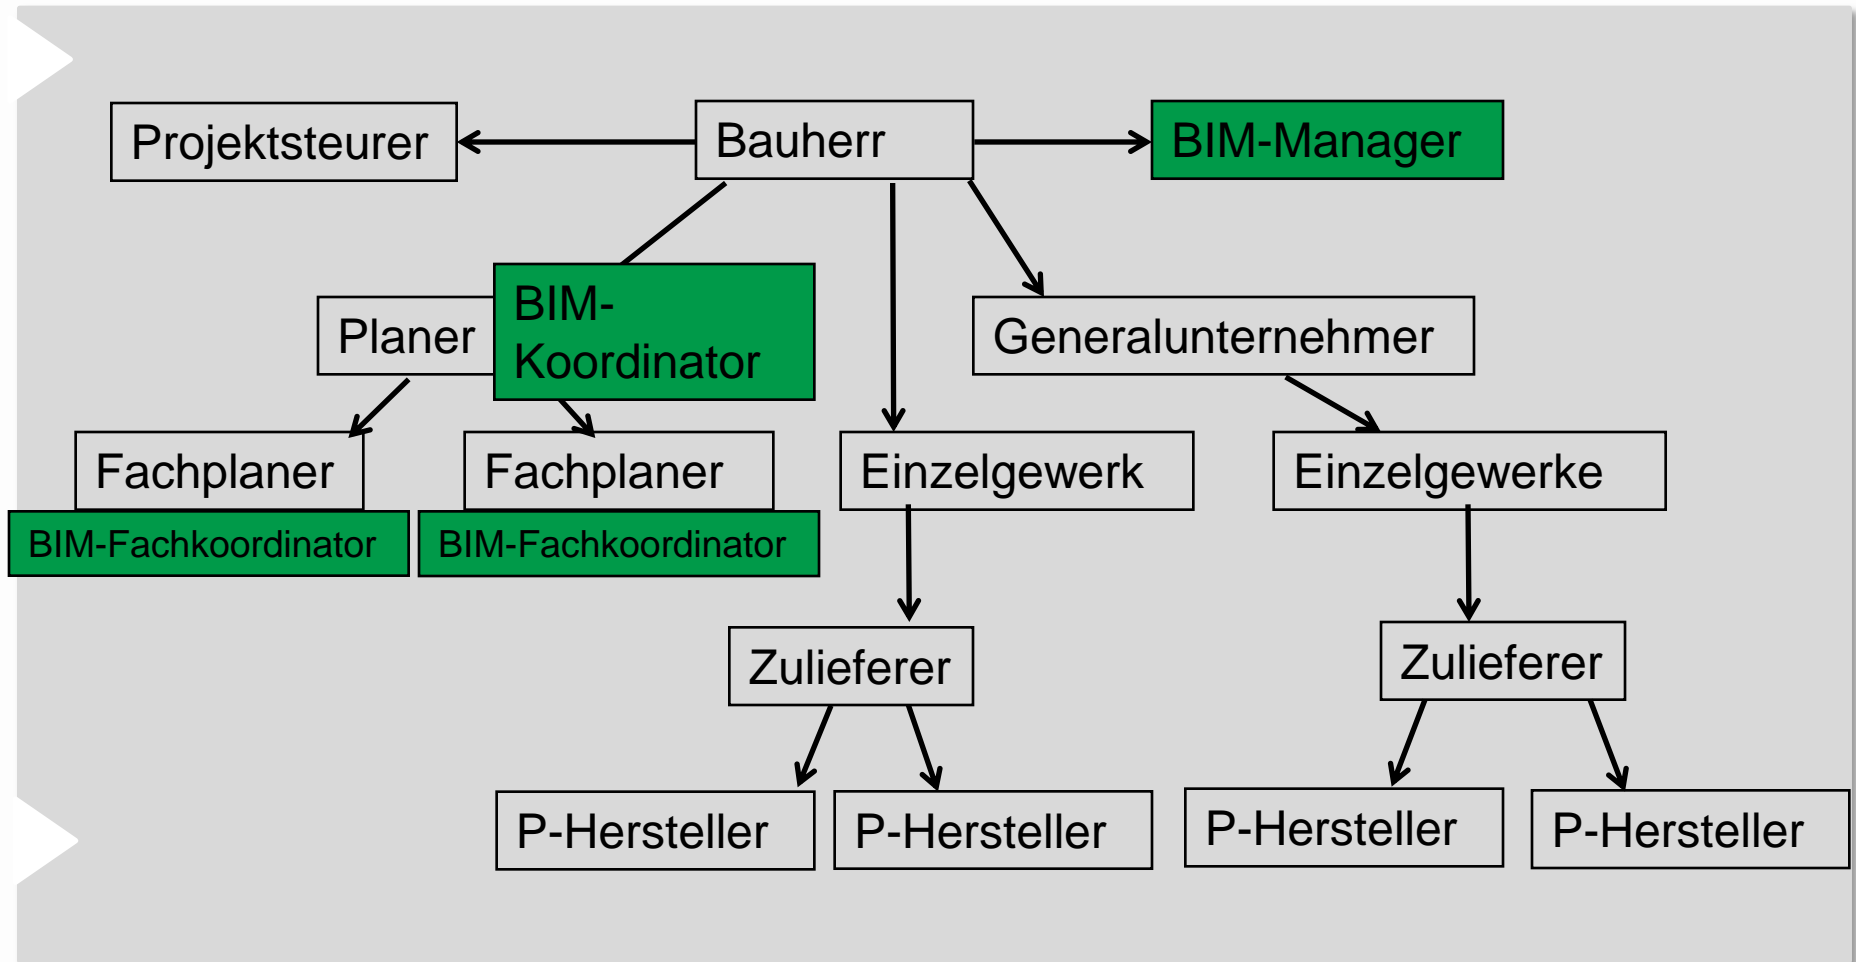 Projektsteurer
Bauherr
BIM-Manager
Planer
BIM-
Koordinator
Generalunternehmer
Fachplaner
Fachplaner
Einzelgewerk
Einzelgewerke
BIM-Fachkoordinator
BIM-Fachkoordinator
Zulieferer
Zulieferer
P-Hersteller
P-Hersteller
P-Hersteller
P-Hersteller